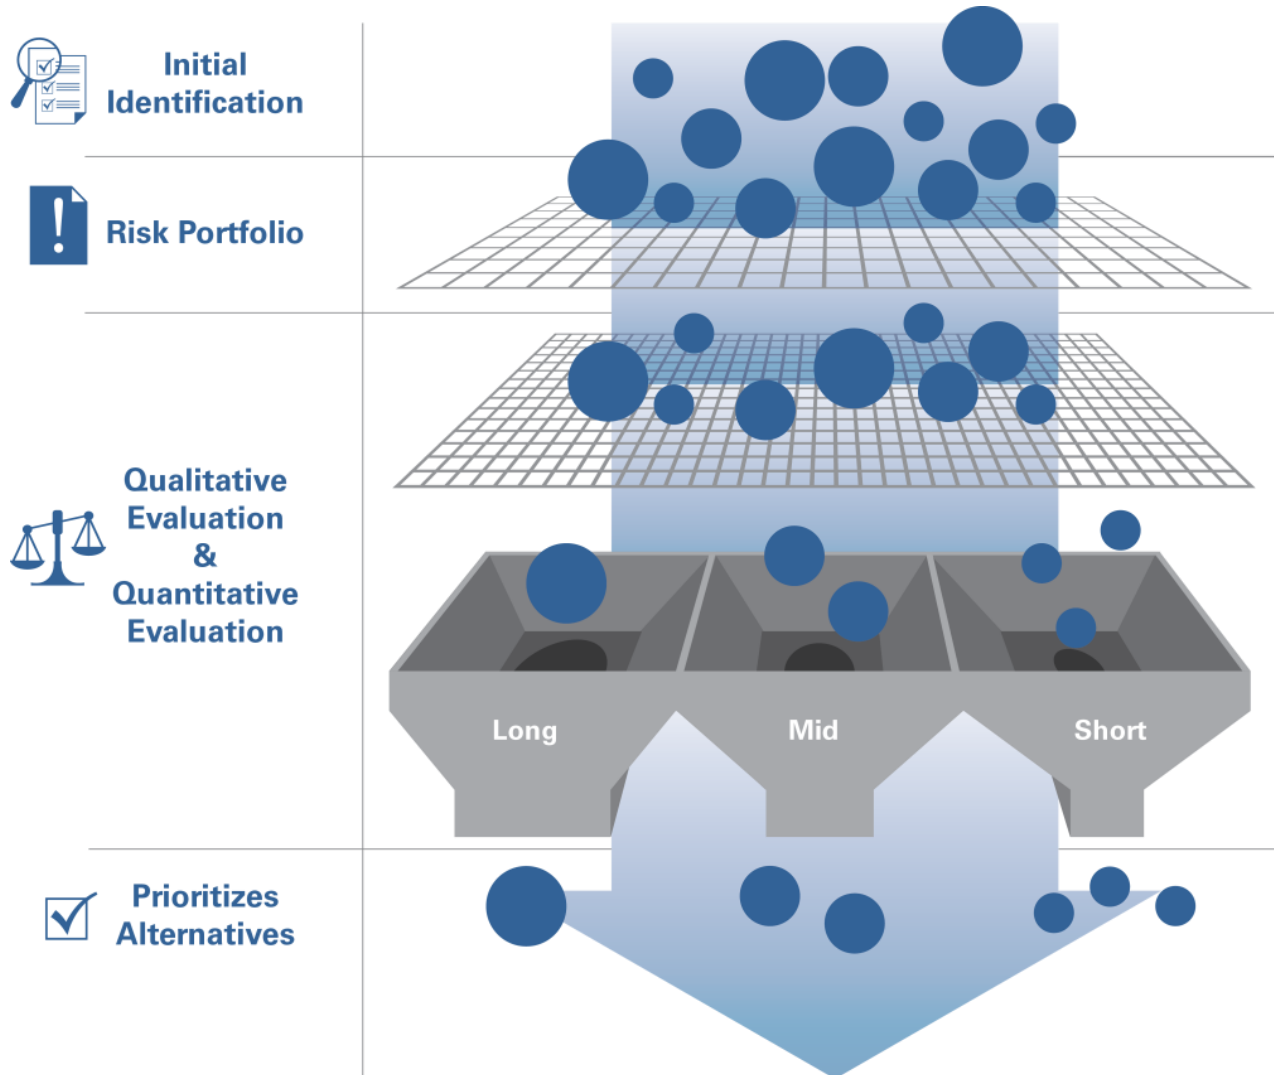 Initial
Identification
Risk Portfolio
Qualitative
Evaluation
&
Quantitative
Evaluation
Long
Mid
Short
Prioritizes
Alternatives